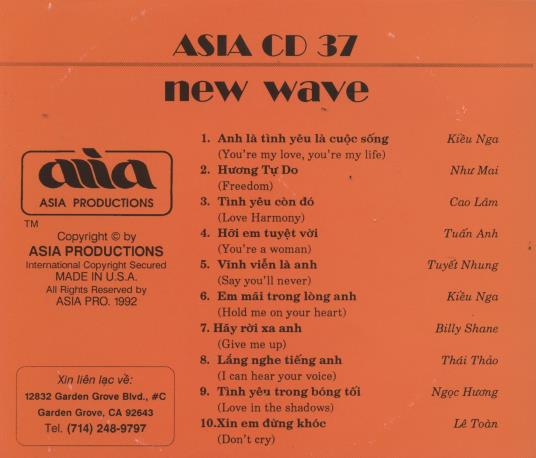 ASIA CD 37
new wave
asia
ASIA PRODUCTIONS
TM
Copyright © by
ASIA PRODUCTIONS
International Copyright Secured
MADE IN U.S.A.
All Rights Reserved by
ASIA PRO. 1992
Xin liên lạc về:
12832 Garden Grove Blvd., #C
Garden Grove, CA 92643
Tel. (714) 248-9797
1. Anh là tình yêu là cuộc sống Kiều Nga
(You're my love, you're my life)
2. Hương Tự Do Như Mai
(Freedom)
3. Tình yêu còn đó Cao Lâm
(Love Harmony)
4. Hỡi em tuyệt vời Tuấn Anh
(You're a woman)
5. Vĩnh viễn là anh Tuyết Nhung
(Say you'll never)
6. Em mãi trong lòng anh Kiều Nga
(Hold me on your heart)
7. Hãy rời xa anh Billy Shane
(Give me up)
8. Lắng nghe tiếng anh Thái Thảo
(I can hear your voice)
9. Tình yêu trong bóng tối Ngọc Hương
(Love in the shadows)
10.Xin em đừng khóc Lê Toàn
(Don't cry)